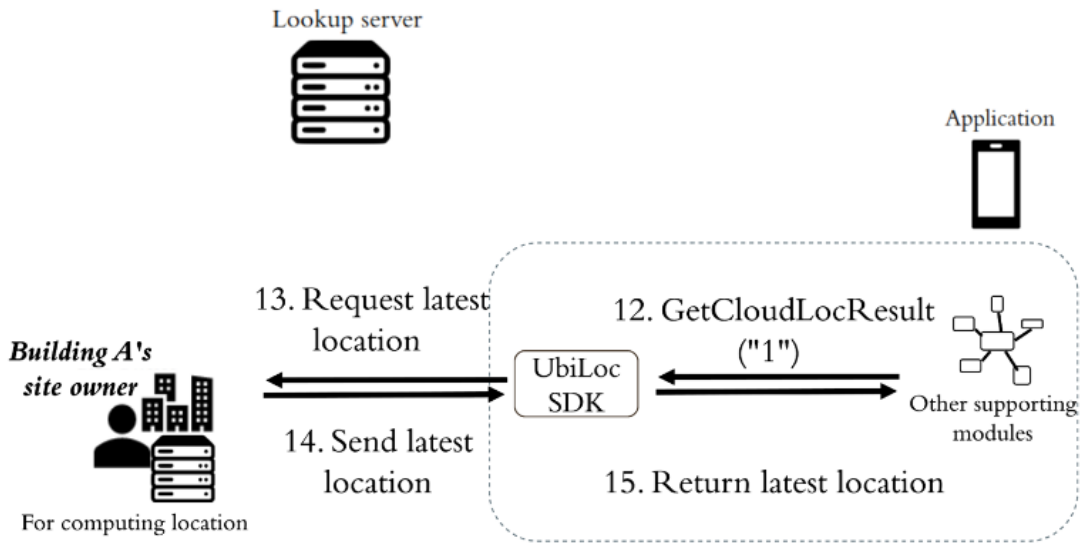 Lookup server
Application
13. Request latest
location
12. GetCloudLocResult
("1")
Building A's
site owner
UbiLoc
SDK
Other supporting
modules
14. Send latest
location
15. Return latest location
For computing location